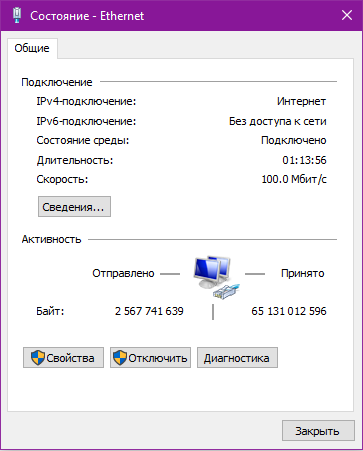 Состояние - Ethernet
Общие
Подключение
IPv4-подключение: Интернет
IPv6-подключение: Без доступа к сети
Состояние среды: Подключено
Длительность: 01:13:56
Скорость: 100.0 Мбит/с
Сведения...
Активность
Отправлено — Принято
Байт: 2 567 741 639 | 65 131 012 596
Свойства Отключить Диагностика
Закрыть